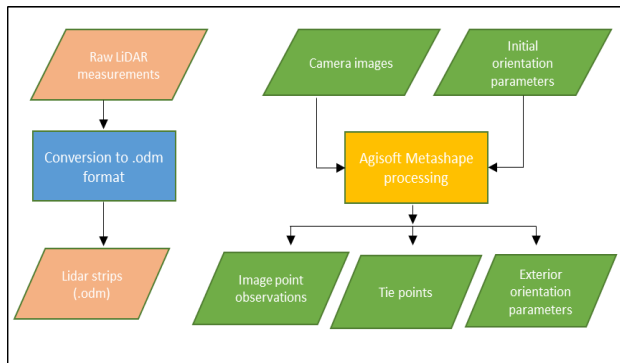 Raw LiDAR
measurements
Conversion to .odm
format
Lidar strips
(.odm)
Camera images
Initial
orientation
parameters
Agisoft Metashape
processing
Image point
observations
Tie points
Exterior
orientation
parameters